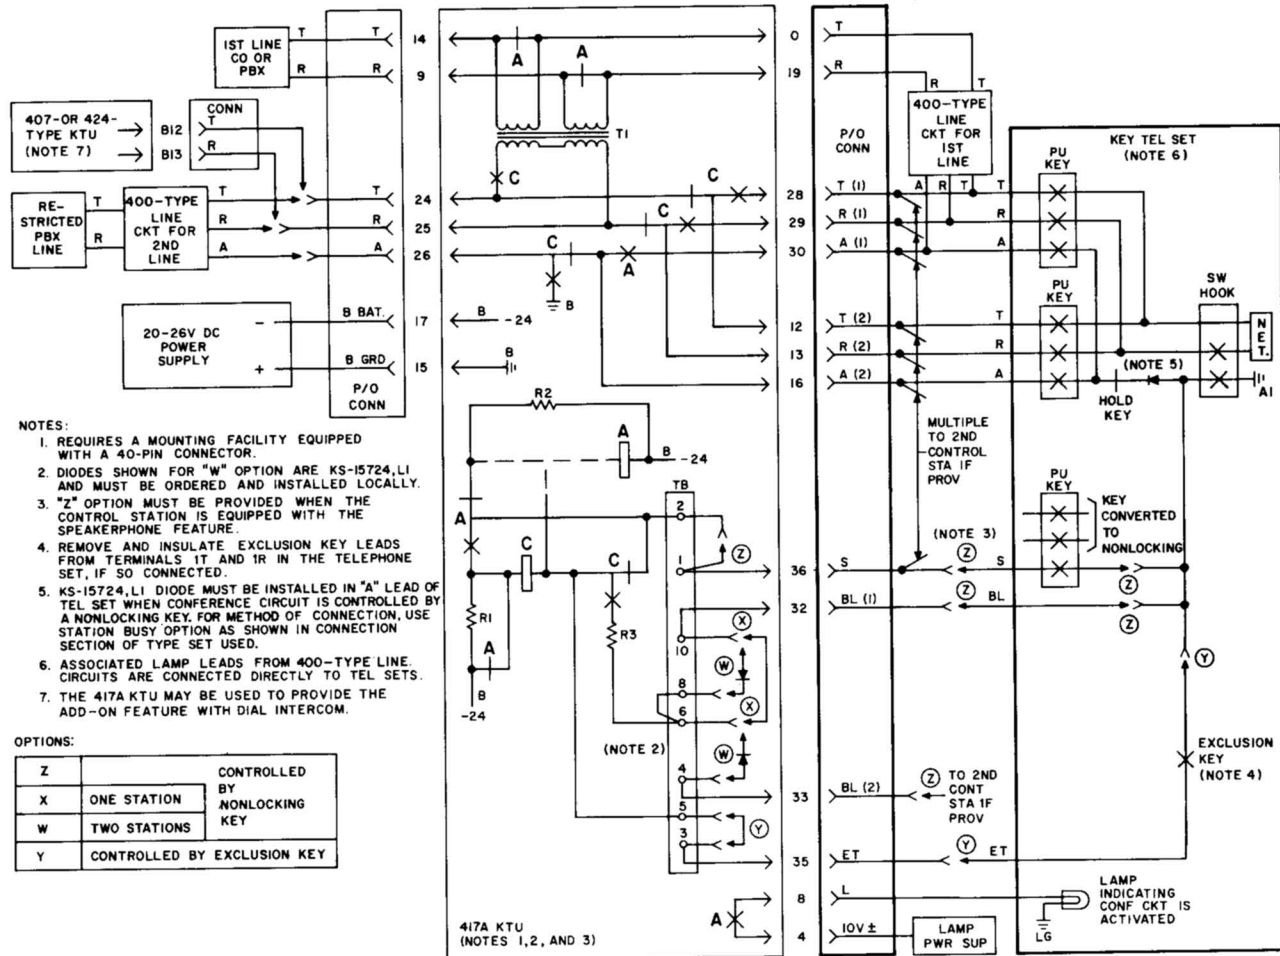 1ST LINE
CO OR
PBX
T
T
R
R
14
9
0
T
19
R
407-OR 424-
TYPE KTU
(NOTE 7)
B12
B13
CONN
T
R
RE-
STRICTED
PBX
LINE
T
R
400-TYPE
LINE
CKT FOR
2ND
LINE
T
R
A
T
R
A
24
25
26
20-26V DC
POWER
SUPPLY
-
+
B BAT.
B GRD
17
15
P/O
CONN
A
A
T1
C
C
C
C
A
B
B
-24
B
P/O
CONN
28
29
30
12
13
16
T (1)
R (1)
A (1)
T (2)
R (2)
A (2)
R
T
400-TYPE
LINE
CKT FOR
1ST
LINE
A
R
T
T
R
A
T
R
A
KEY TEL SET
(NOTE 6)
PU
KEY
PU
KEY
SW
HOOK
NET.
(NOTE 5)
HOLD
KEY
A1
MULTIPLE
TO 2ND
CONTROL
STA IF
PROV
PU
KEY
KEY
CONVERTED
TO
NONLOCKING
(NOTE 3)
NOTES:
1. REQUIRES A MOUNTING FACILITY EQUIPPED
WITH A 40-PIN CONNECTOR.
2. DIODES SHOWN FOR "W" OPTION ARE KS-15724,L1
AND MUST BE ORDERED AND INSTALLED LOCALLY.
3. "Z" OPTION MUST BE PROVIDED WHEN THE
CONTROL STATION IS EQUIPPED WITH THE
SPEAKERPHONE FEATURE.
4. REMOVE AND INSULATE EXCLUSION KEY LEADS
FROM TERMINALS 1T AND 1R IN THE TELEPHONE
SET, IF SO CONNECTED.
5. KS-15724,L1 DIODE MUST BE INSTALLED IN "A" LEAD OF
TEL SET WHEN CONFERENCE CIRCUIT IS CONTROLLED BY
A NONLOCKING KEY. FOR METHOD OF CONNECTION, USE
STATION BUSY OPTION AS SHOWN IN CONNECTION
SECTION OF TYPE SET USED.
6. ASSOCIATED LAMP LEADS FROM 400-TYPE LINE.
CIRCUITS ARE CONNECTED DIRECTLY TO TEL SETS.
7. THE 417A KTU MAY BE USED TO PROVIDE THE
ADD-ON FEATURE WITH DIAL INTERCOM.
OPTIONS:
Z
CONTROLLED
BY
NONLOCKING
KEY
X
ONE STATION
W
TWO STATIONS
Y
CONTROLLED BY EXCLUSION KEY
R2
A
B
-24
A
C
C
R1
A
R3
B
-24
TB
2
1
10
8
6
4
5
3
(NOTE 2)
Z
X
W
X
W
Y
36
S
Z
S
Z
32
BL (1)
Z
BL
Z
Y
EXCLUSION
KEY
(NOTE 4)
33
BL (2)
Z
TO 2ND
CONT
STA IF
PROV
35
ET
Y
ET
A
8
L
4
10V ±
LAMP
PWR SUP
LG
LAMP
INDICATING
CONF CKT IS
ACTIVATED
417A KTU
(NOTES 1,2, AND 3)